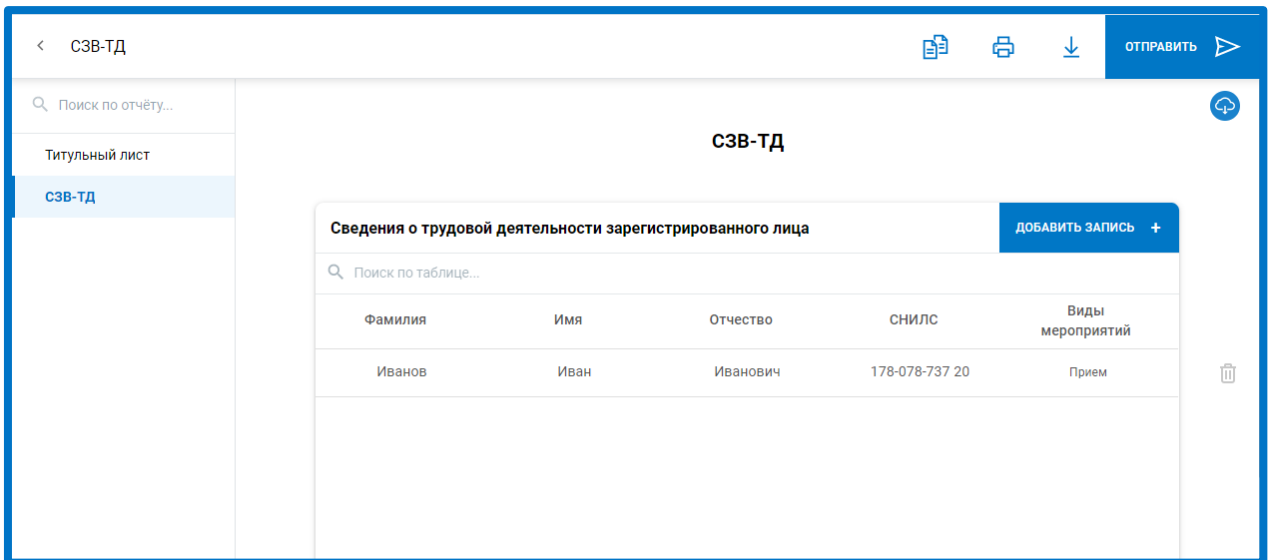 СЗВ-ТД
ОТПРАВИТЬ
Поиск по отчёту...
Титульный лист
СЗВ-ТД
СЗВ-ТД
Сведения о трудовой деятельности зарегистрированного лица
ДОБАВИТЬ ЗАПИСЬ +
Поиск по таблице...
Фамилия Имя Отчество СНИЛС Виды
мероприятий
Иванов Иван Иванович 178-078-737 20 Прием